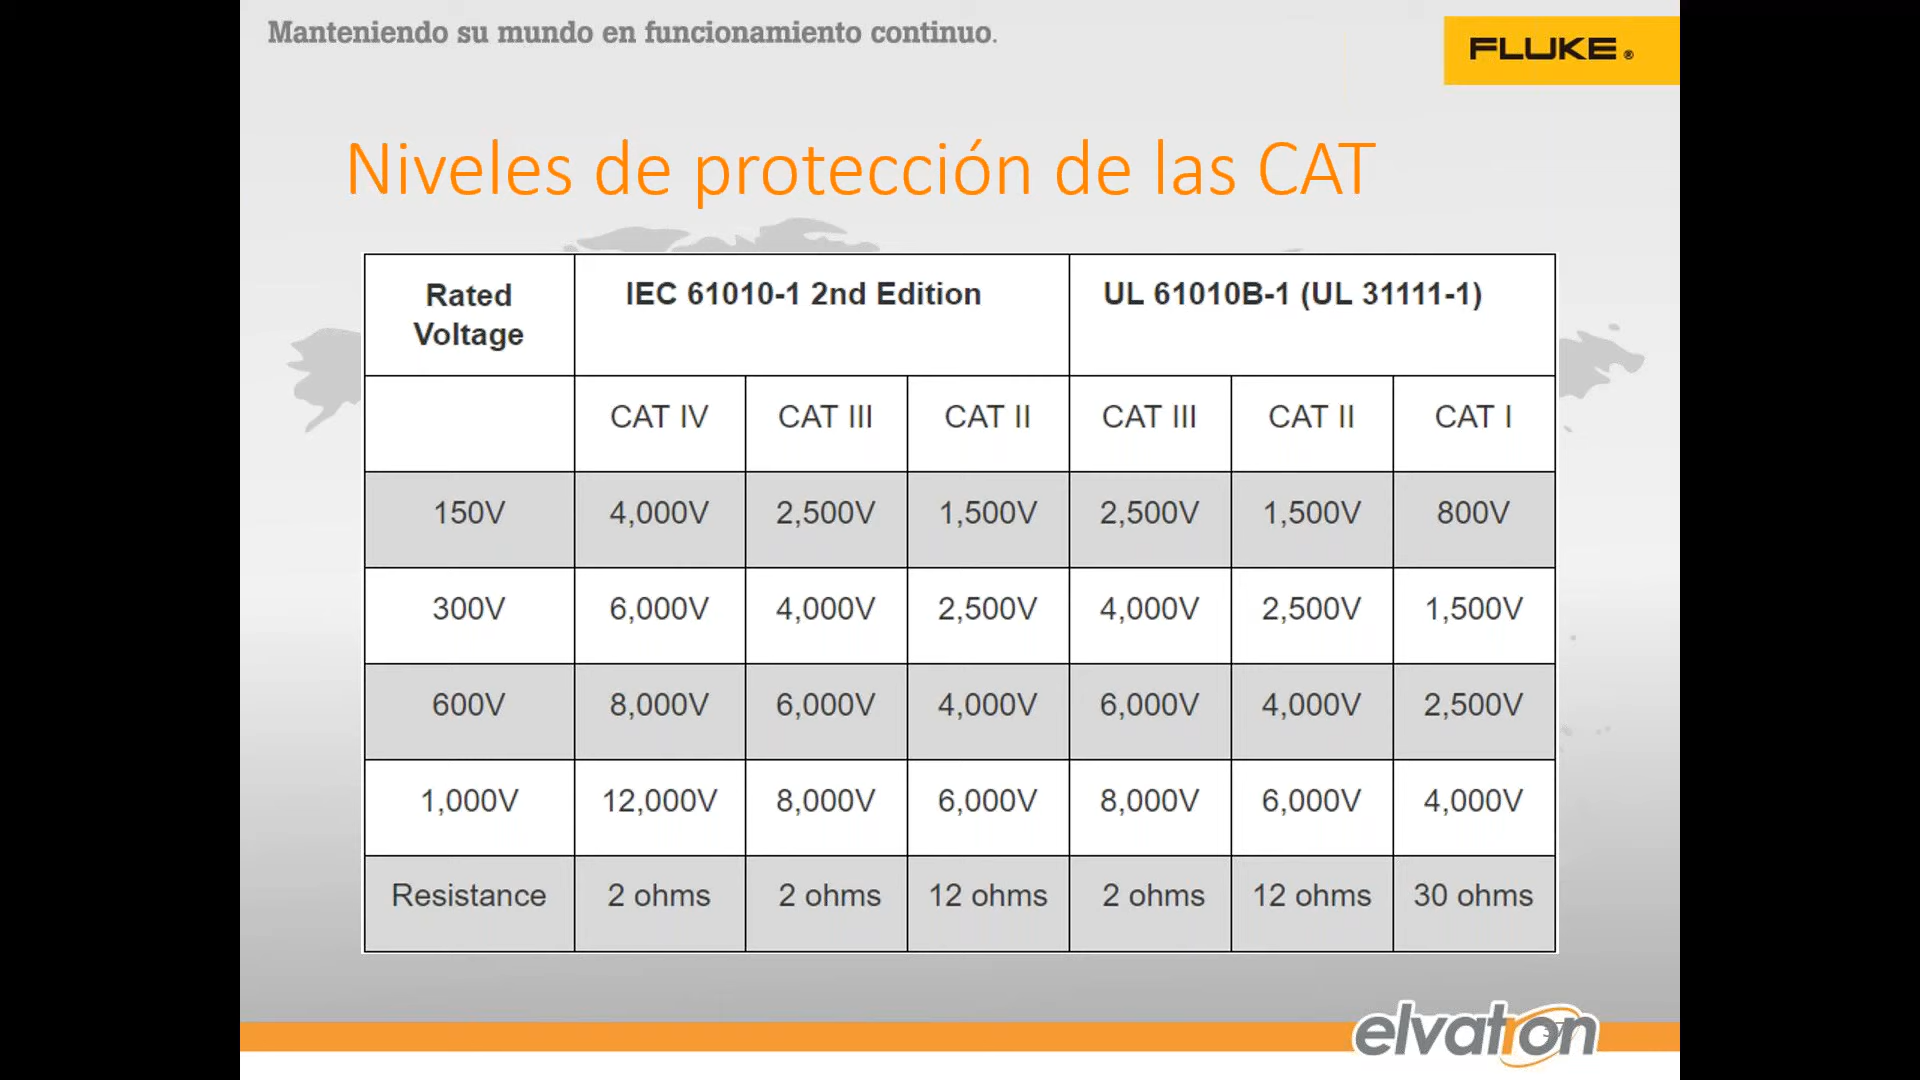 Manteniendo su mundo en funcionamiento continuo.
FLUKE®
Niveles de protección de las CAT
Rated Voltage IEC 61010-1 2nd Edition UL 61010B-1 (UL 31111-1)
CAT IV CAT III CAT II CAT III CAT II CAT I
150V 4,000V 2,500V 1,500V 2,500V 1,500V 800V
300V 6,000V 4,000V 2,500V 4,000V 2,500V 1,500V
600V 8,000V 6,000V 4,000V 6,000V 4,000V 2,500V
1,000V 12,000V 8,000V 6,000V 8,000V 6,000V 4,000V
Resistance 2 ohms 2 ohms 12 ohms 2 ohms 12 ohms 30 ohms
elvatron